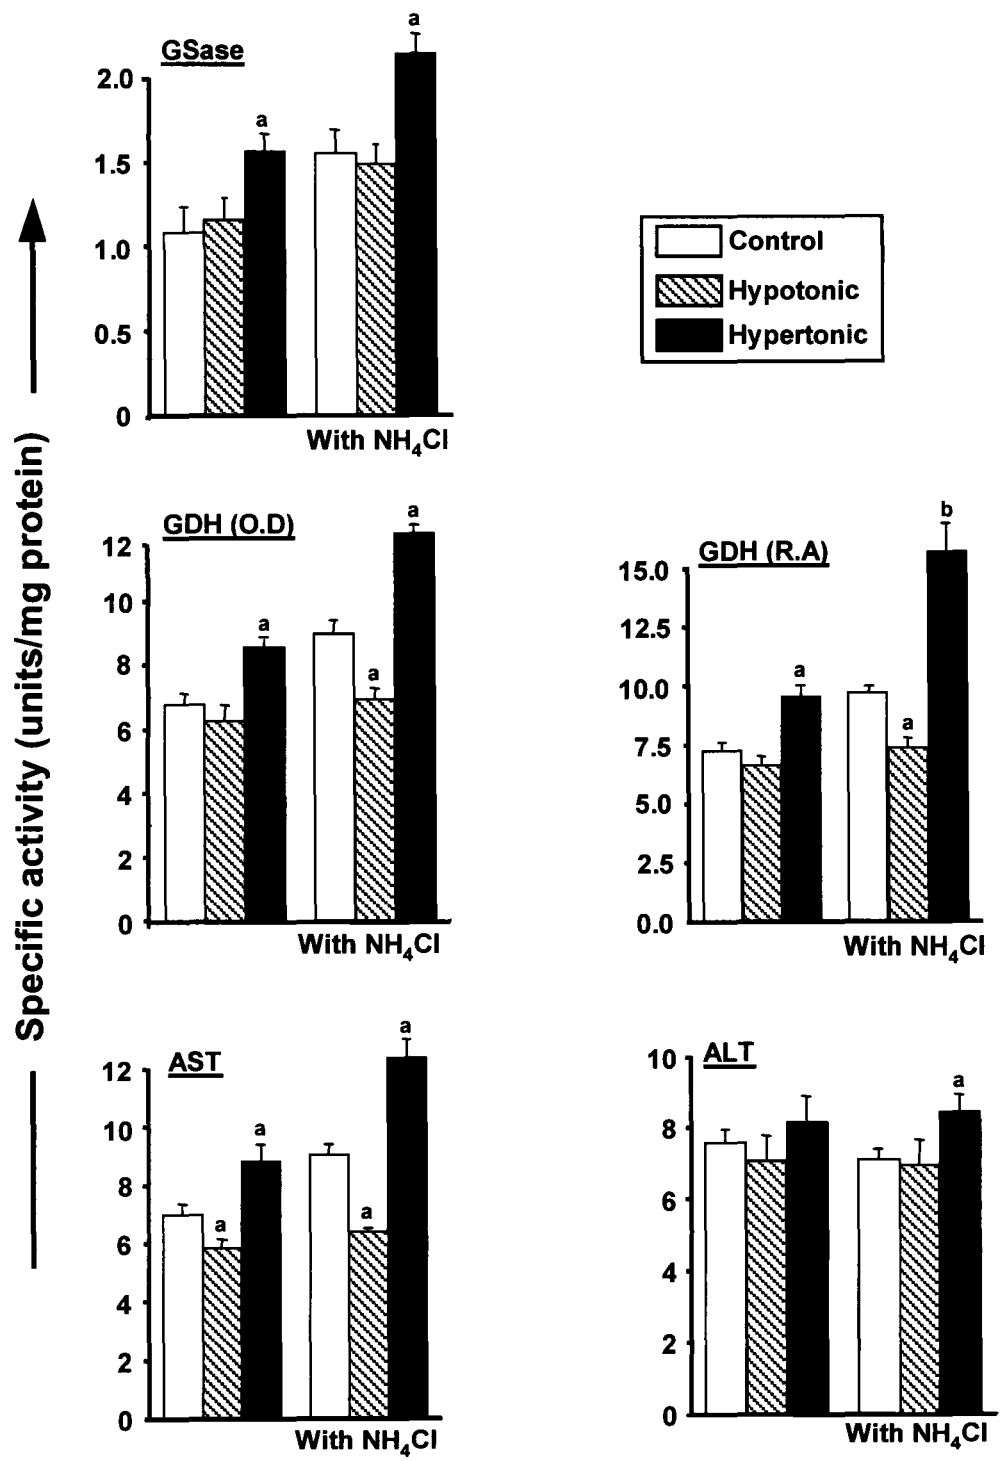 Specific activity (units/mg protein)
GSase
2.0
1.5
1.0
0.5
0
a
a
With NH₄Cl
Control
Hypotonic
Hypertonic
GDH (O.D)
12
10
8
6
4
2
0
a
a
a
With NH₄Cl
GDH (R.A)
15.0
12.5
10.0
7.5
5.0
2.5
0.0
a
a
b
With NH₄Cl
AST
12
10
8
6
4
2
0
a
a
a
a
With NH₄Cl
ALT
10
8
6
4
2
0
a
With NH₄Cl